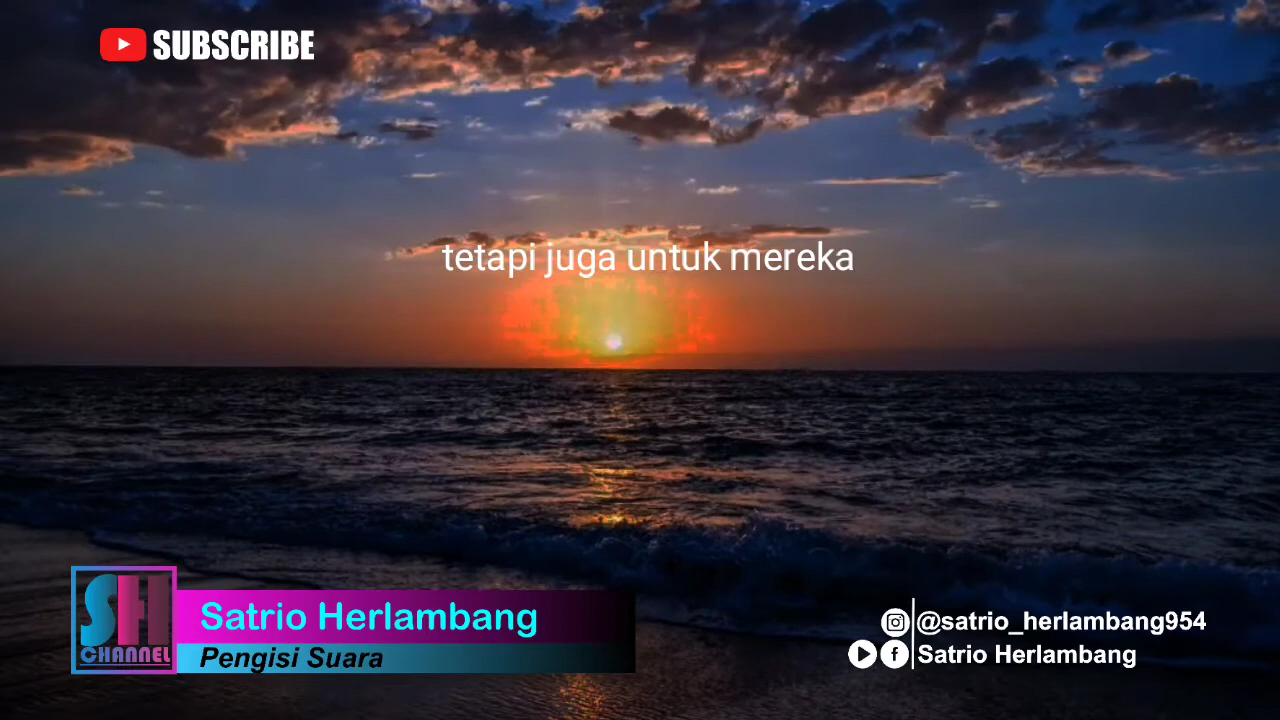 SUBSCRIBE
tetapi juga untuk mereka
SH
CHANNEL
Satrio Herlambang
Pengisi Suara
@satrio_herlambang954
Satrio Herlambang